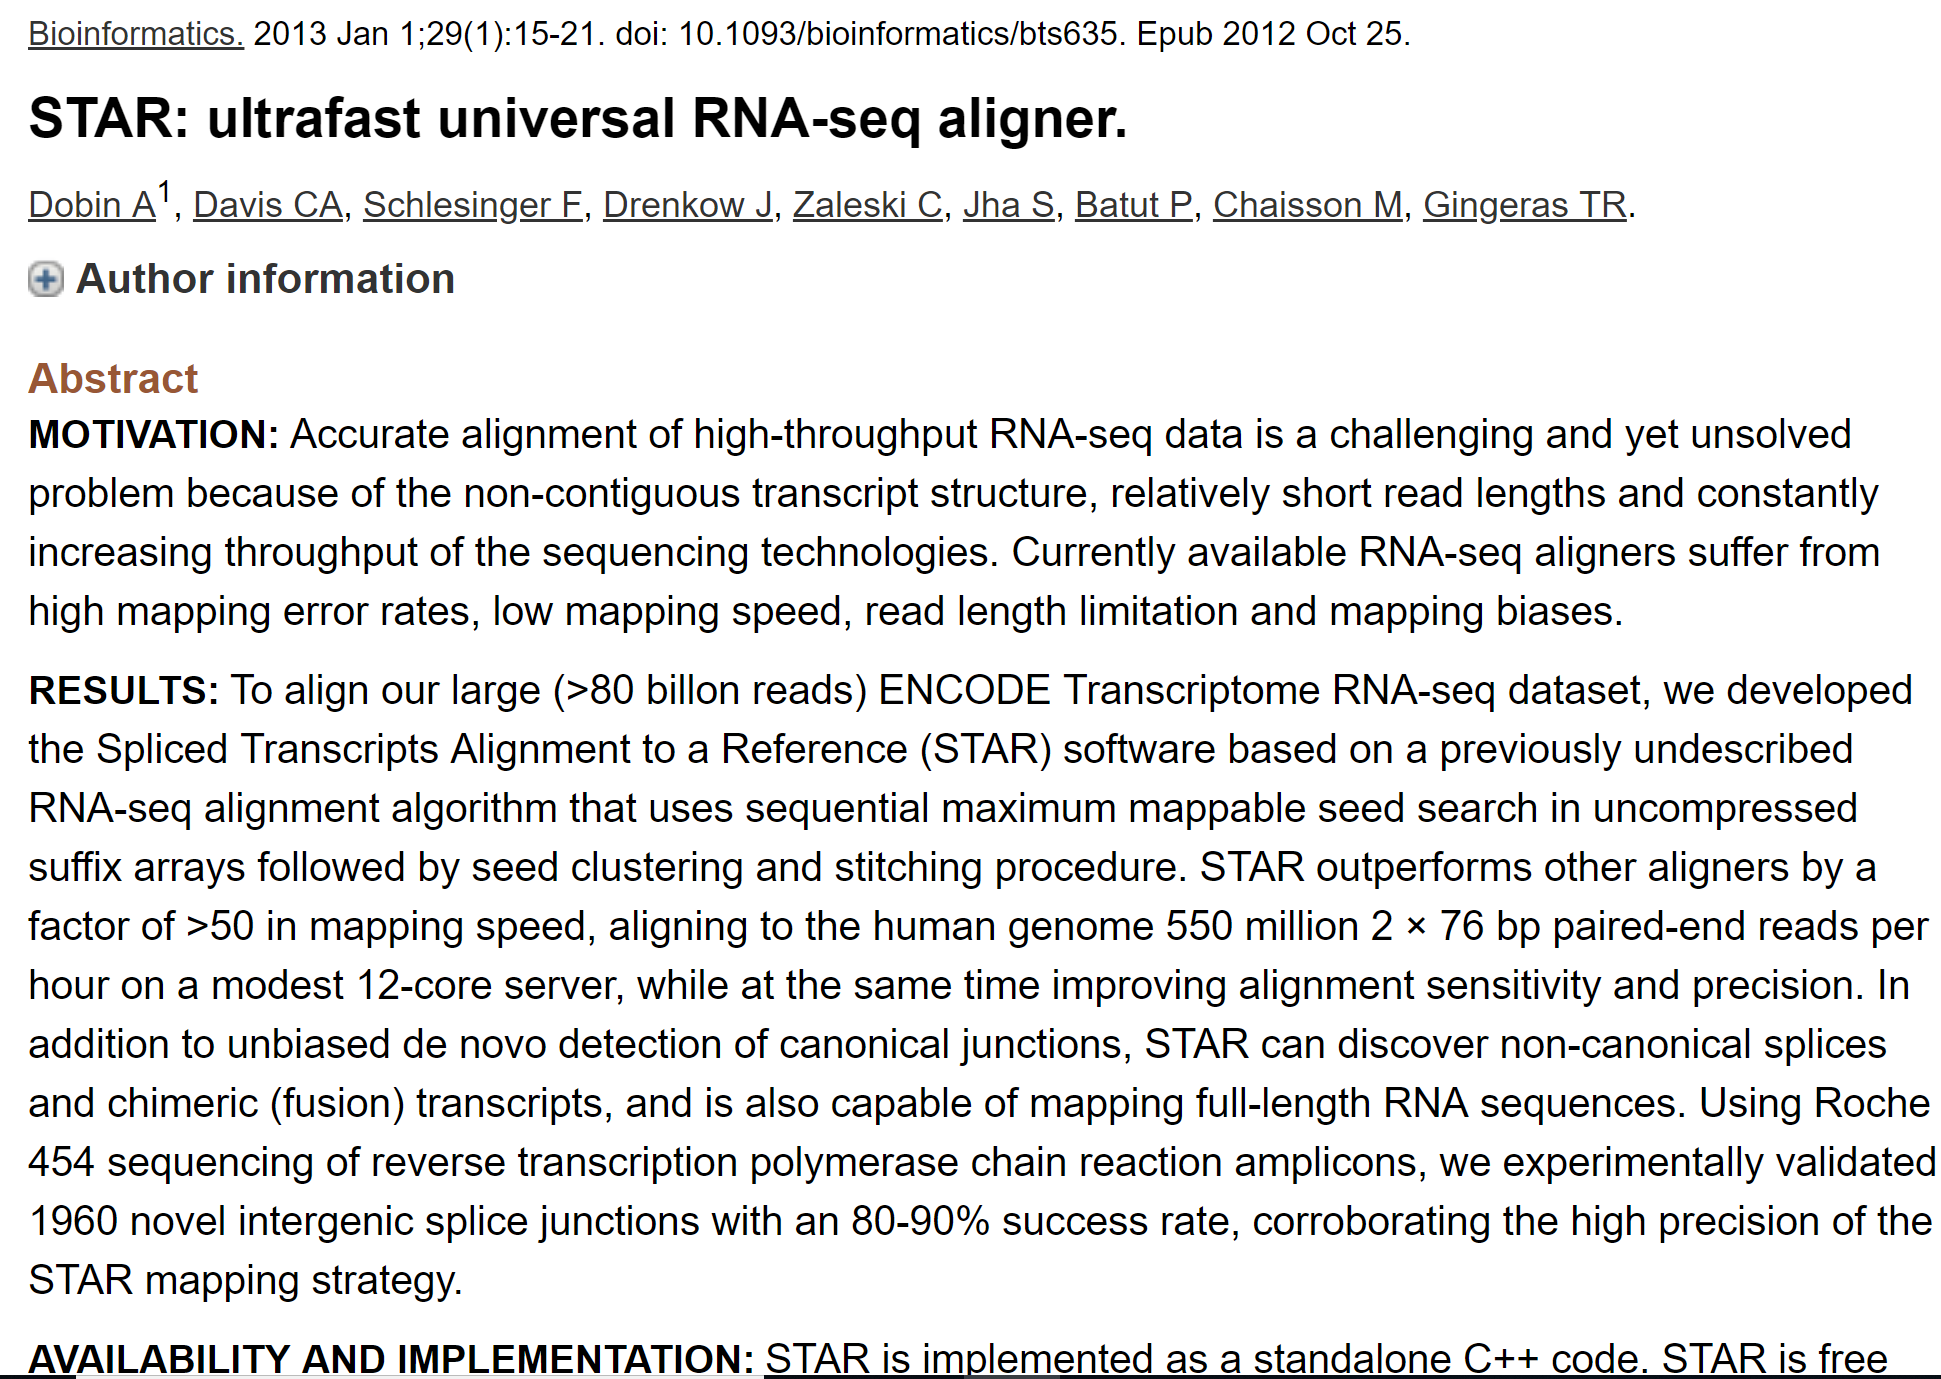 Bioinformatics. 2013 Jan 1;29(1):15-21. doi: 10.1093/bioinformatics/bts635. Epub 2012 Oct 25.
STAR: ultrafast universal RNA-seq aligner.
Dobin A1, Davis CA, Schlesinger F, Drenkow J, Zaleski C, Jha S, Batut P, Chaisson M, Gingeras TR.
Author information
Abstract
MOTIVATION: Accurate alignment of high-throughput RNA-seq data is a challenging and yet unsolved
problem because of the non-contiguous transcript structure, relatively short read lengths and constantly
increasing throughput of the sequencing technologies. Currently available RNA-seq aligners suffer from
high mapping error rates, low mapping speed, read length limitation and mapping biases.
RESULTS: To align our large (>80 billon reads) ENCODE Transcriptome RNA-seq dataset, we developed
the Spliced Transcripts Alignment to a Reference (STAR) software based on a previously undescribed
RNA-seq alignment algorithm that uses sequential maximum mappable seed search in uncompressed
suffix arrays followed by seed clustering and stitching procedure. STAR outperforms other aligners by a
factor of >50 in mapping speed, aligning to the human genome 550 million 2 × 76 bp paired-end reads per
hour on a modest 12-core server, while at the same time improving alignment sensitivity and precision. In
addition to unbiased de novo detection of canonical junctions, STAR can discover non-canonical splices
and chimeric (fusion) transcripts, and is also capable of mapping full-length RNA sequences. Using Roche
454 sequencing of reverse transcription polymerase chain reaction amplicons, we experimentally validated
1960 novel intergenic splice junctions with an 80-90% success rate, corroborating the high precision of the
STAR mapping strategy.
AVAILABILITY AND IMPLEMENTATION: STAR is implemented as a standalone C++ code. STAR is free